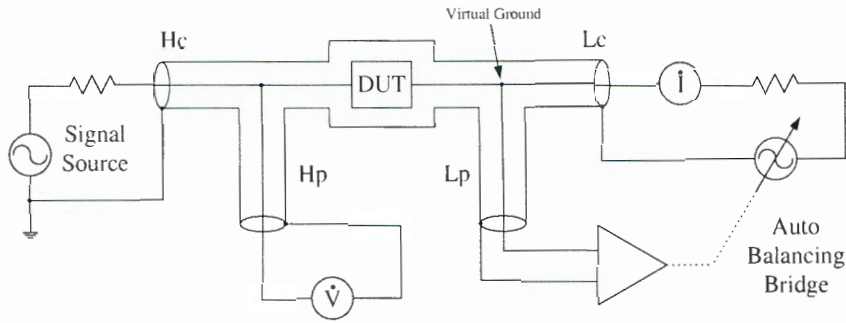 Virtual Ground
Hc
Lc
DUT
İ
Signal
Source
Hp
Lp
V̇
Auto
Balancing
Bridge